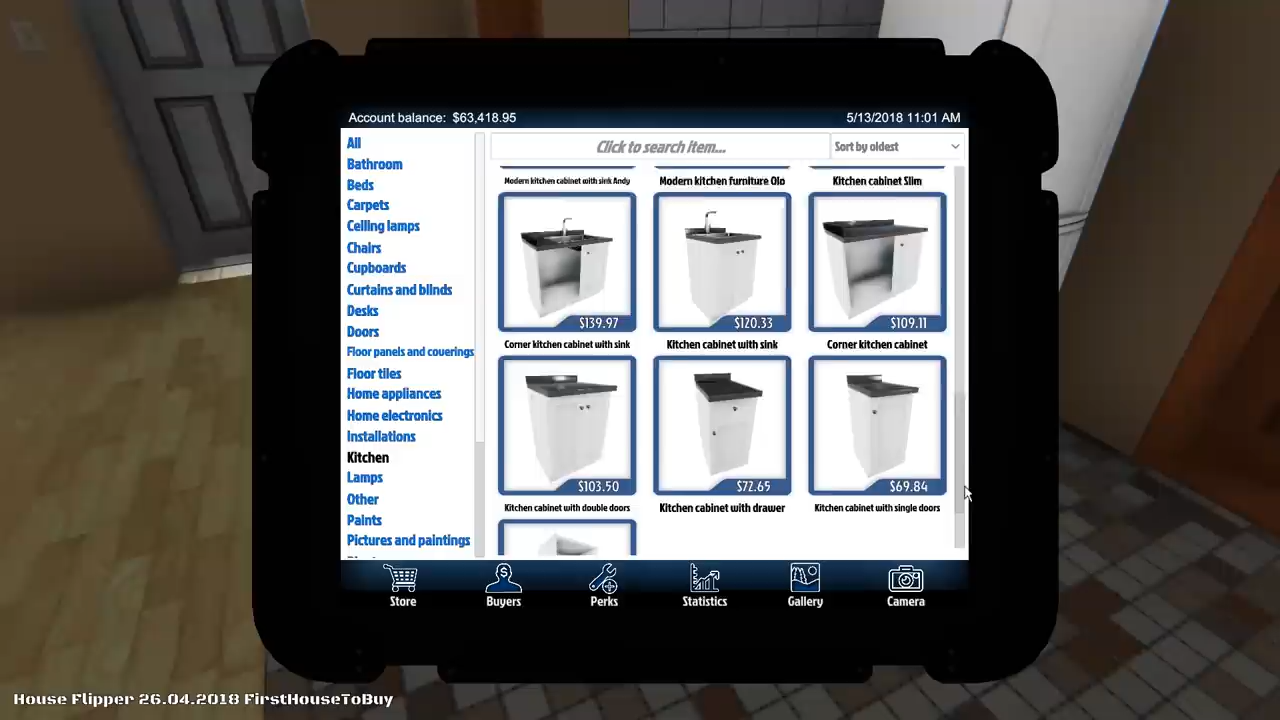 Account balance: $63,418.95
5/13/2018 11:01 AM
All
Bathroom
Beds
Carpets
Ceiling lamps
Chairs
Cupboards
Curtains and blinds
Desks
Doors
Floor panels and coverings
Floor tiles
Home appliances
Home electronics
Installations
Kitchen
Lamps
Other
Paints
Pictures and paintings
Click to search item...
Sort by oldest
Modern kitchen cabinet with sink Andy
Modern kitchen furniture Olo
Kitchen cabinet Slim
$139.97
$120.33
$109.11
Corner kitchen cabinet with sink
Kitchen cabinet with sink
Corner kitchen cabinet
$103.50
$72.65
$69.84
Kitchen cabinet with double doors
Kitchen cabinet with drawer
Kitchen cabinet with single doors
Store
Buyers
Perks
Statistics
Gallery
Camera
House Flipper 26.04.2018 FirstHouseToBuy